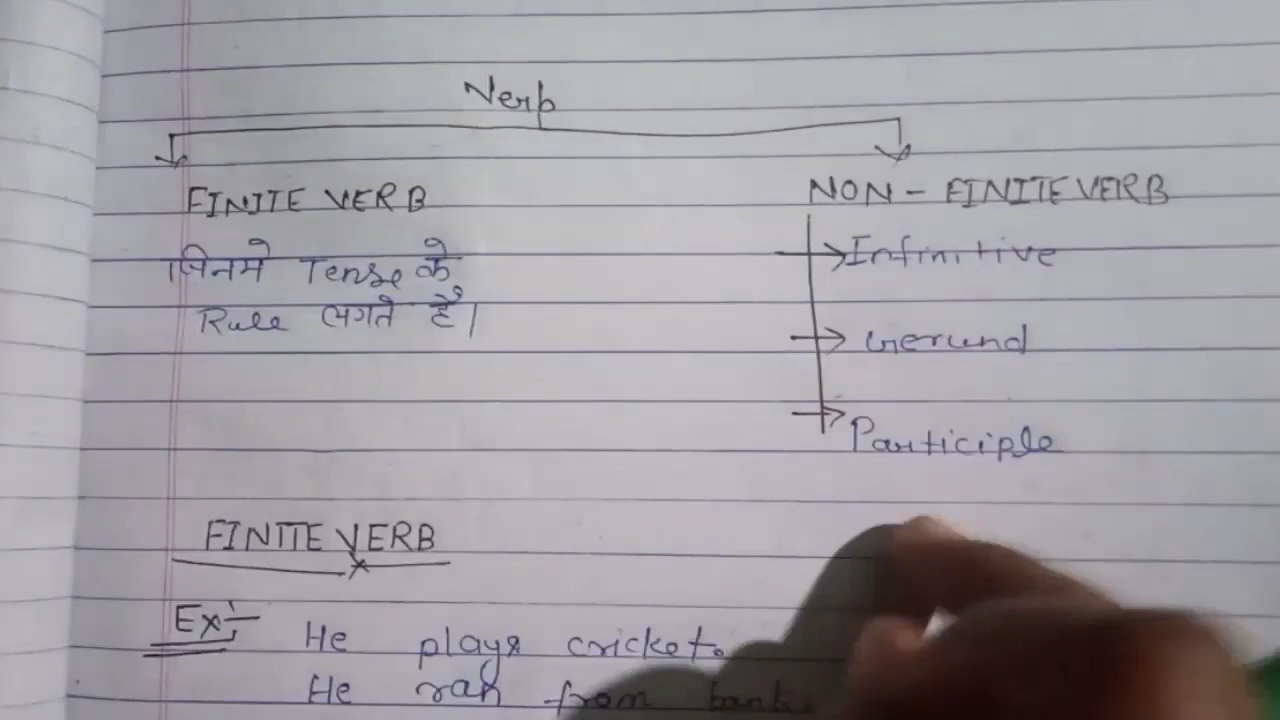 Verb
FINITE VERB
NON - FINITE VERB
जिनमे Tense के
Rule लगते है।
Infinitive
Gerund
Participle
FINITE VERB
Ex:-
He plays cricket.
He ran from